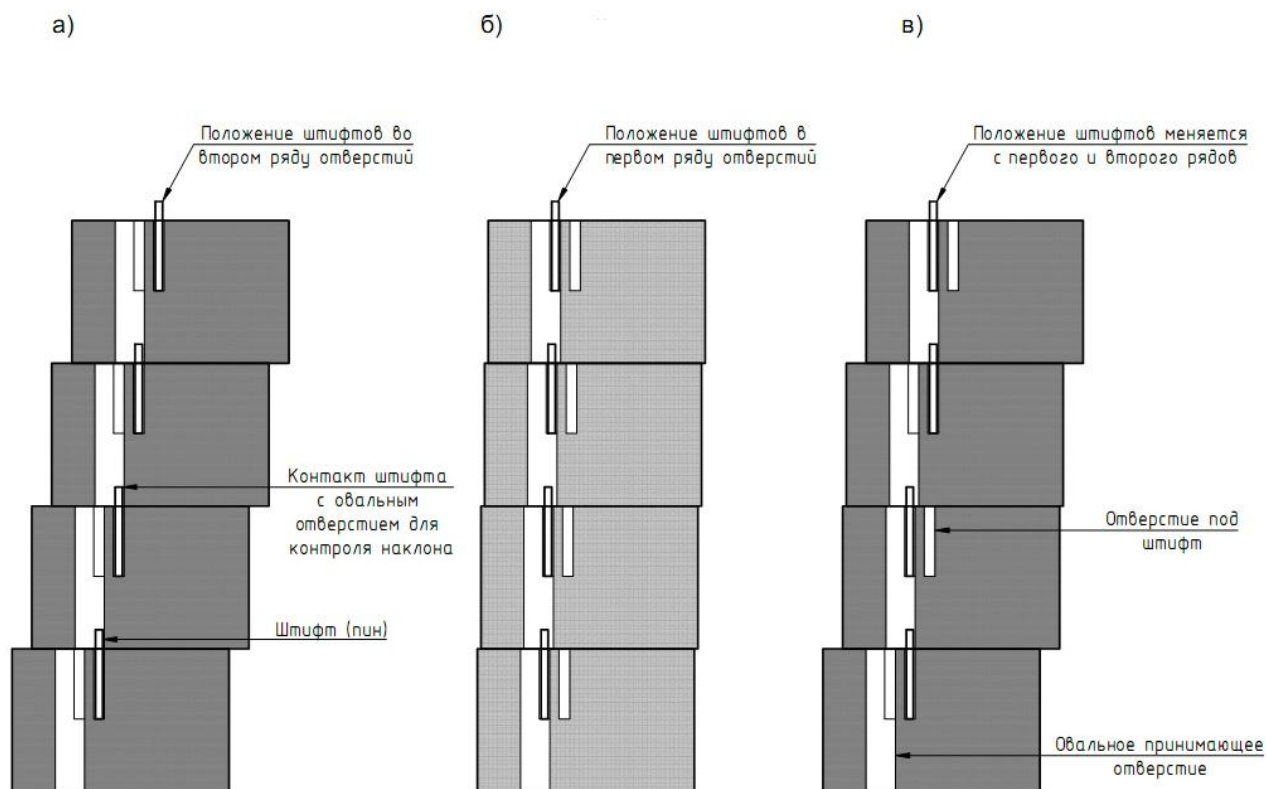 а)
б)
в)
Положение штифтов во
втором ряду отверстий
Положение штифтов в
первом ряду отверстий
Положение штифтов меняется
с первого и второго рядов
Контакт штифта
с овальным
отверстием для
контроля наклона
Отверстие под
штифт
Штифт (пин)
Овальное принимающее
отверстие